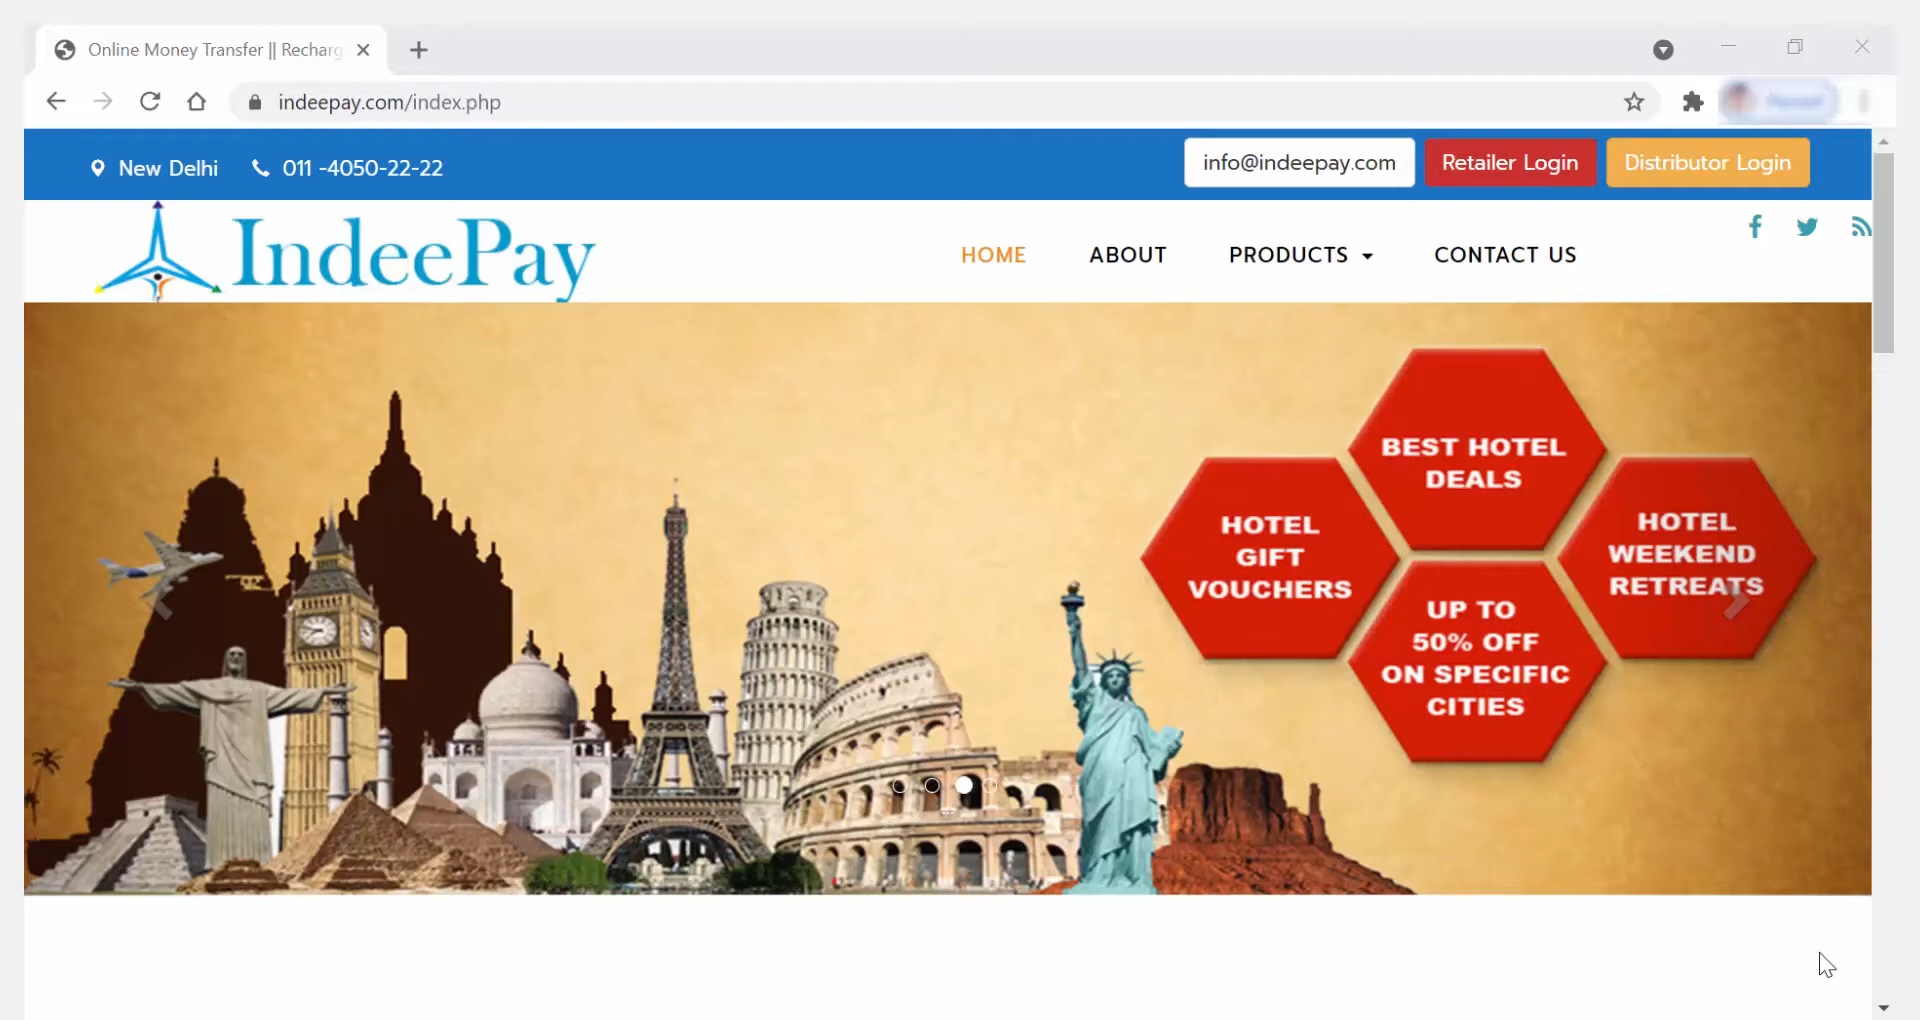 Online Money Transfer || Recharg
indeepay.com/index.php
New Delhi
011 -4050-22-22
info@indeepay.com
Retailer Login
Distributor Login
IndeePay
HOME
ABOUT
PRODUCTS
CONTACT US
BEST HOTEL
DEALS
HOTEL
GIFT
VOUCHERS
HOTEL
WEEKEND
RETREATS
UP TO
50% OFF
ON SPECIFIC
CITIES